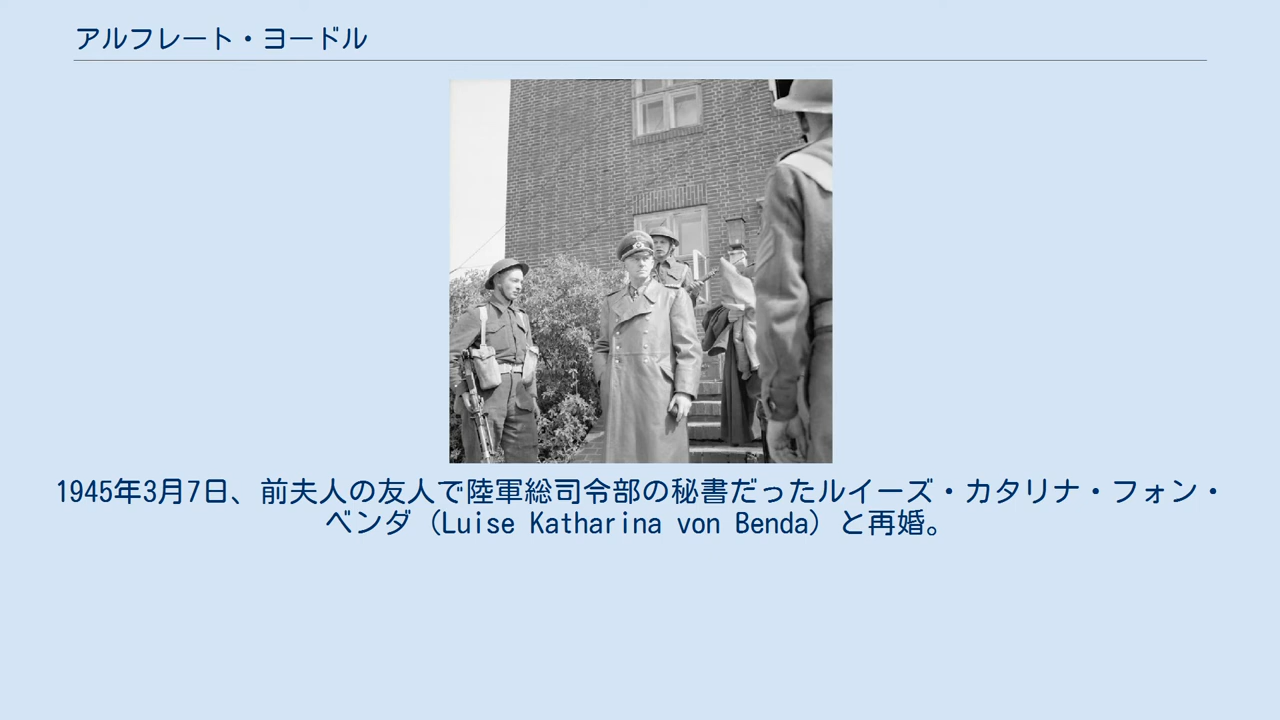 アルフレート・ヨードル
1945年3月7日、前夫人の友人で陸軍総司令部の秘書だったルイーズ・カタリナ・フォン・
ベンダ（Luise Katharina von Benda）と再婚。